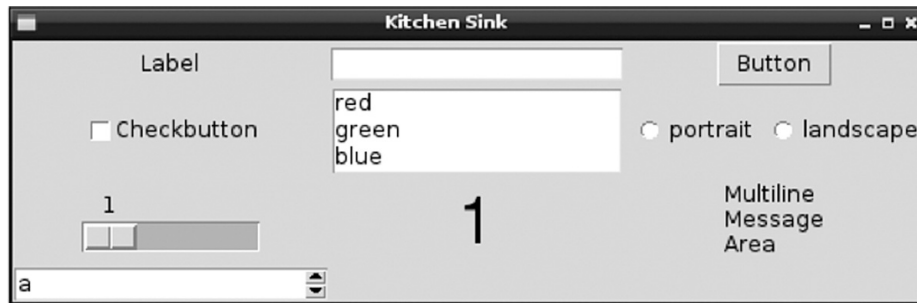 Kitchen Sink
Label
Button
red
green
blue
Checkbutton
portrait
landscape
1
1
Multiline
Message
Area
a